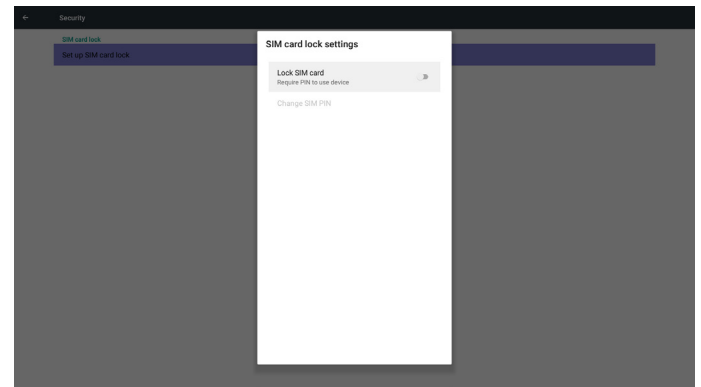 Security
SIM card lock
Set up SIM card lock
SIM card lock settings
Lock SIM card
Require PIN to use device
Change SIM PIN